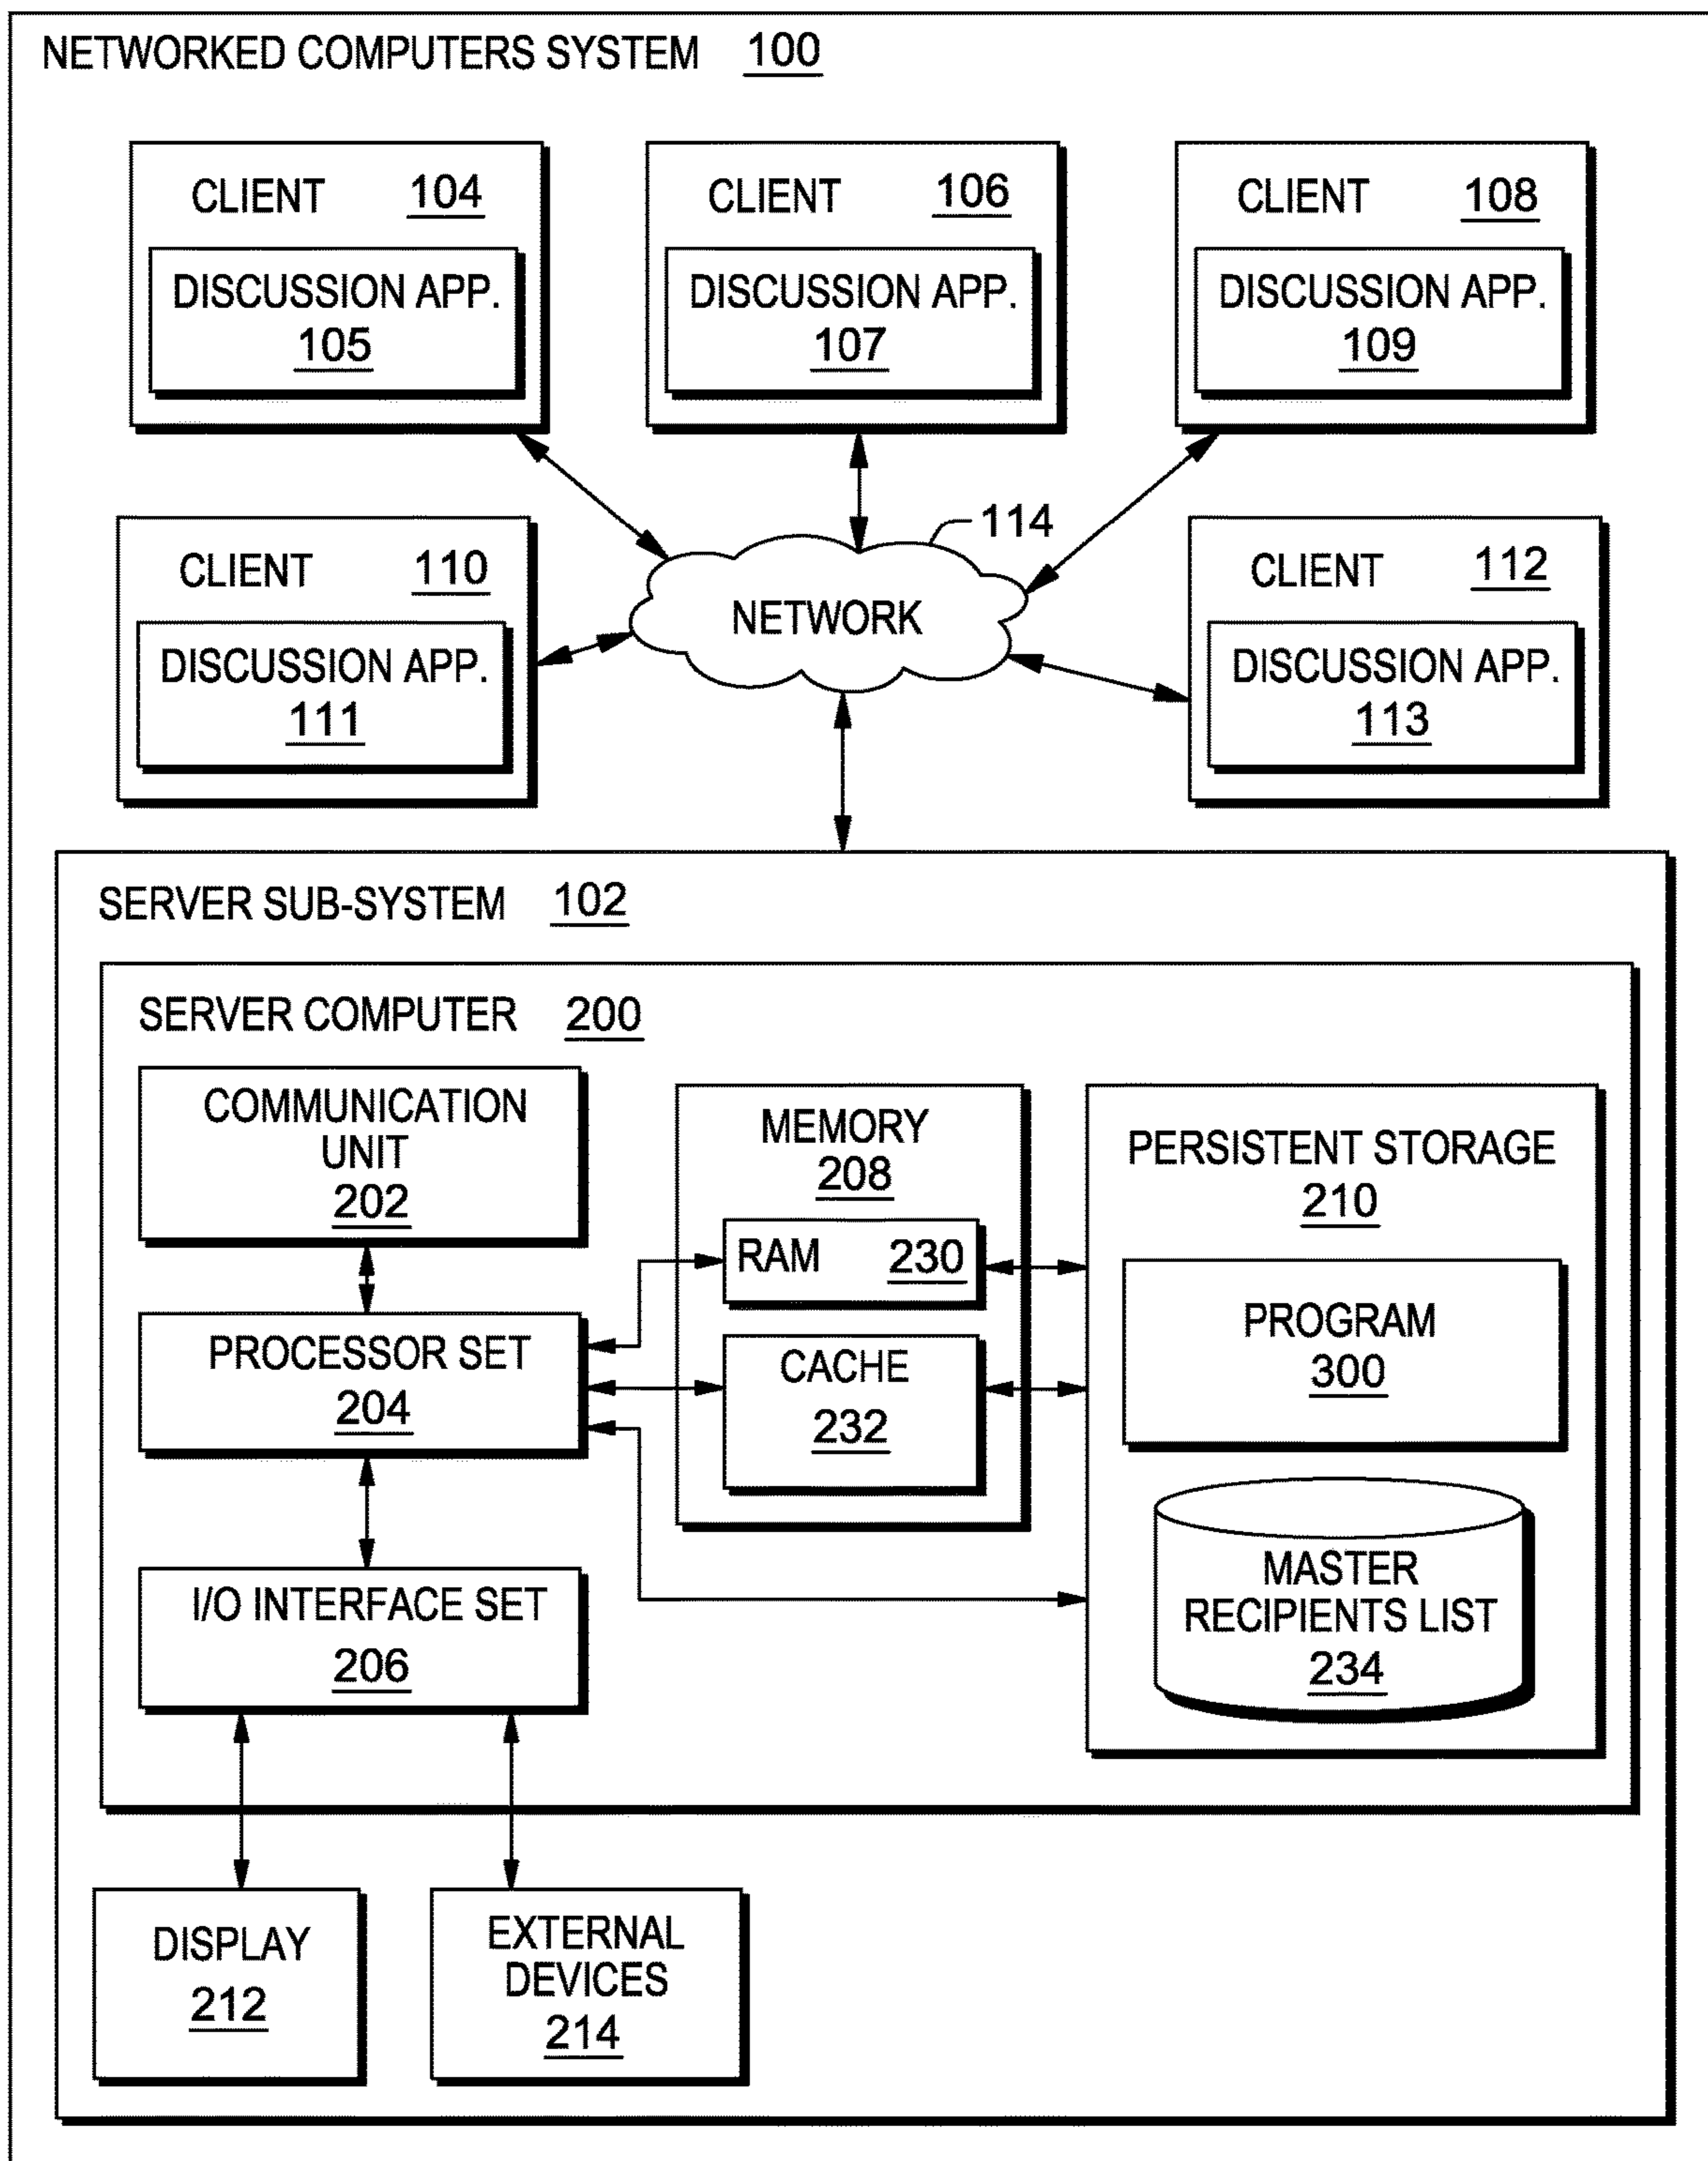 NETWORKED COMPUTERS SYSTEM 100
CLIENT 104
DISCUSSION APP.
105
CLIENT 106
DISCUSSION APP.
107
CLIENT 108
DISCUSSION APP.
109
114
CLIENT 110
DISCUSSION APP.
111
NETWORK
CLIENT 112
DISCUSSION APP.
113
SERVER SUB-SYSTEM 102
SERVER COMPUTER 200
COMMUNICATION
UNIT
202
PROCESSOR SET
204
I/O INTERFACE SET
206
MEMORY
208
RAM 230
CACHE
232
PERSISTENT STORAGE
210
PROGRAM
300
MASTER
RECIPIENTS LIST
234
DISPLAY
212
EXTERNAL
DEVICES
214